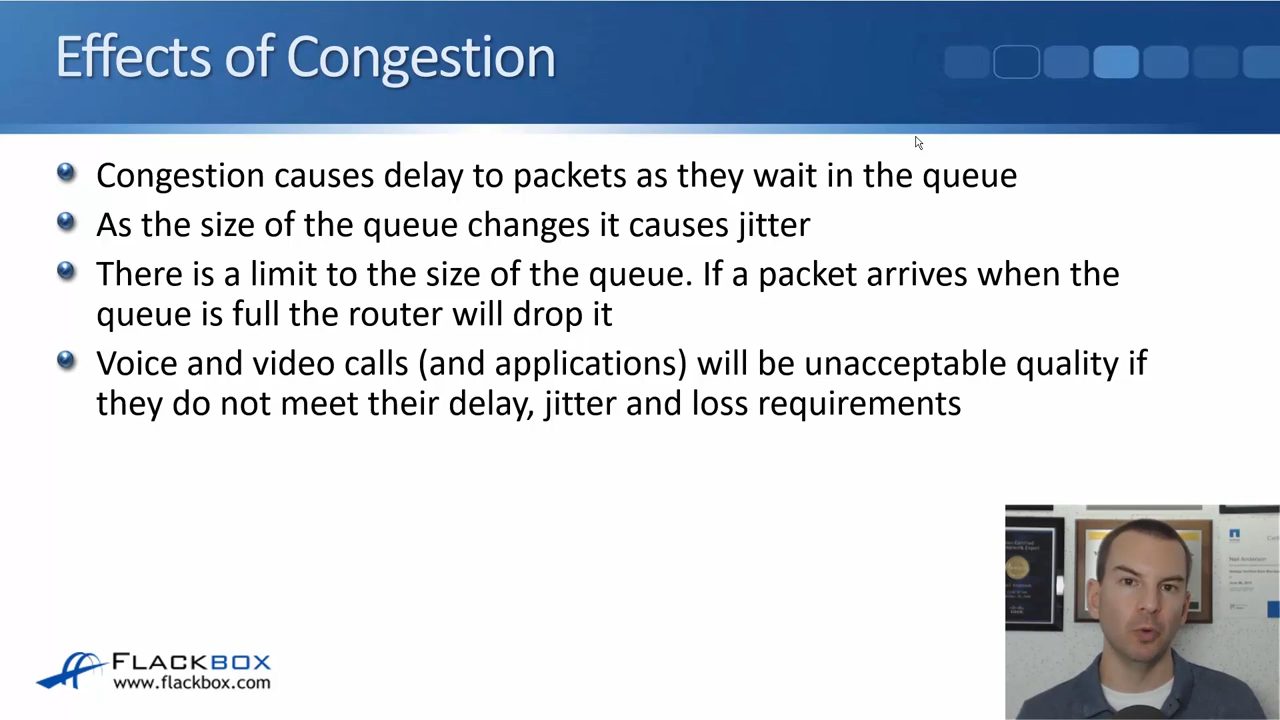 Effects of Congestion
Congestion causes delay to packets as they wait in the queue
As the size of the queue changes it causes jitter
There is a limit to the size of the queue. If a packet arrives when the
queue is full the router will drop it
Voice and video calls (and applications) will be unacceptable quality if
they do not meet their delay, jitter and loss requirements
FLACKBOX
www.flackbox.com